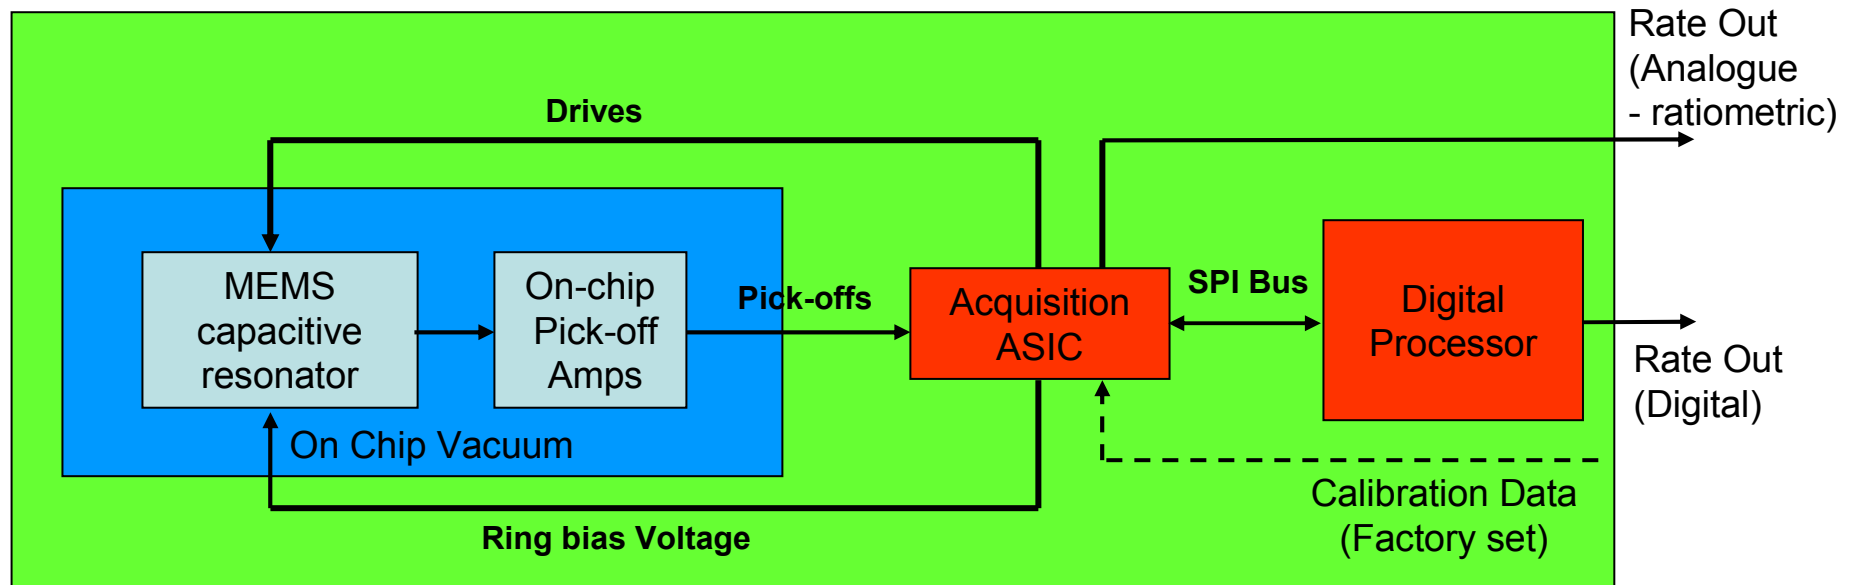 Rate Out
(Analogue
- ratiometric)
Drives
MEMS
capacitive
resonator
On-chip
Pick-off
Amps
Pick-offs
Acquisition
ASIC
SPI Bus
Digital
Processor
Rate Out
(Digital)
On Chip Vacuum
Calibration Data
(Factory set)
Ring bias Voltage